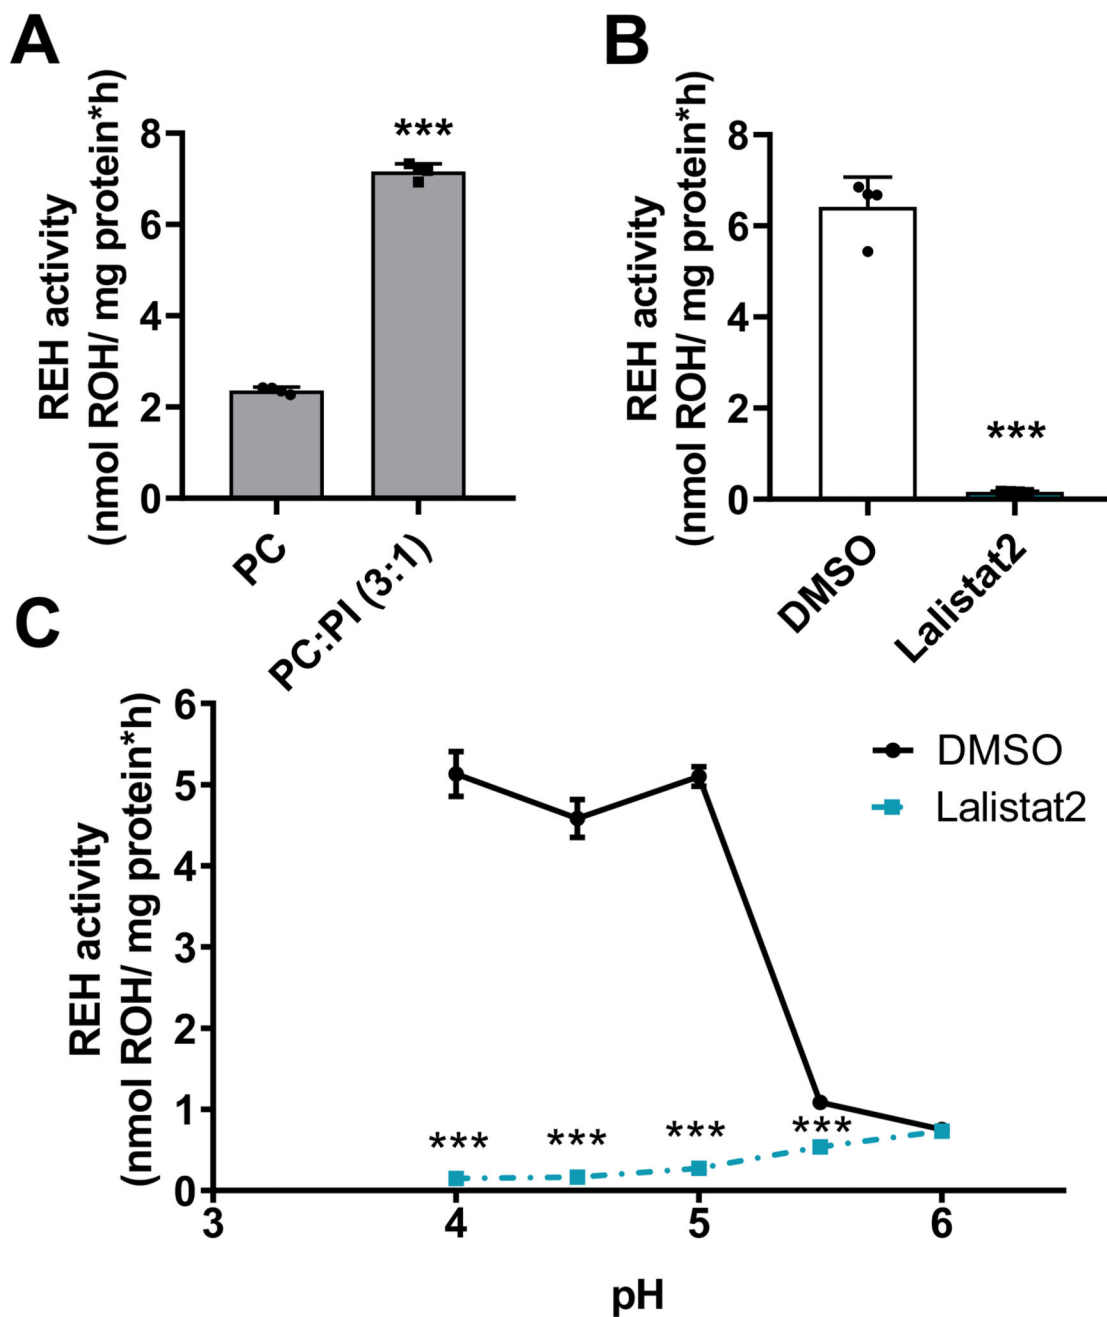 A
REH activity
(nmol ROH/ mg protein*h)
8
6
4
2
0
***
PC
PC:PI (3:1)
B
REH activity
(nmol ROH/ mg protein*h)
8
6
4
2
0
***
DMSO
Lalistat2
C
REH activity
(nmol ROH/ mg protein*h)
6
5
4
3
2
1
0
DMSO
Lalistat2
*** *** *** ***
3 4 5 6
pH